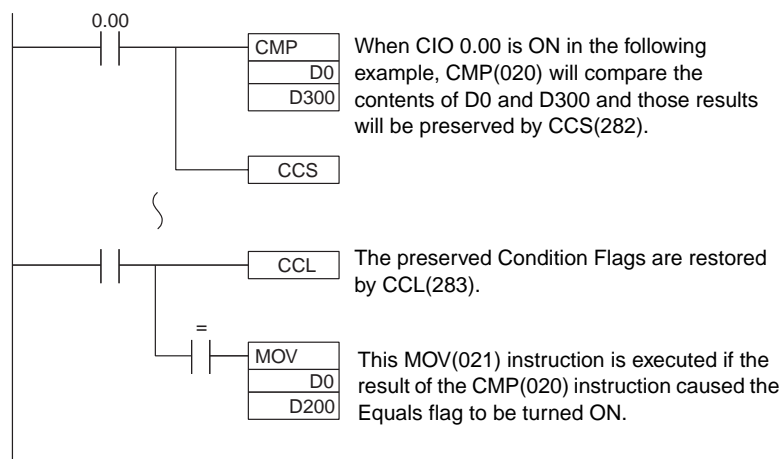 0.00
CMP
D0
D300
When CIO 0.00 is ON in the following
example, CMP(020) will compare the
contents of D0 and D300 and those results
will be preserved by CCS(282).
CCS
CCL
The preserved Condition Flags are restored
by CCL(283).
=
MOV
D0
D200
This MOV(021) instruction is executed if the
result of the CMP(020) instruction caused the
Equals flag to be turned ON.